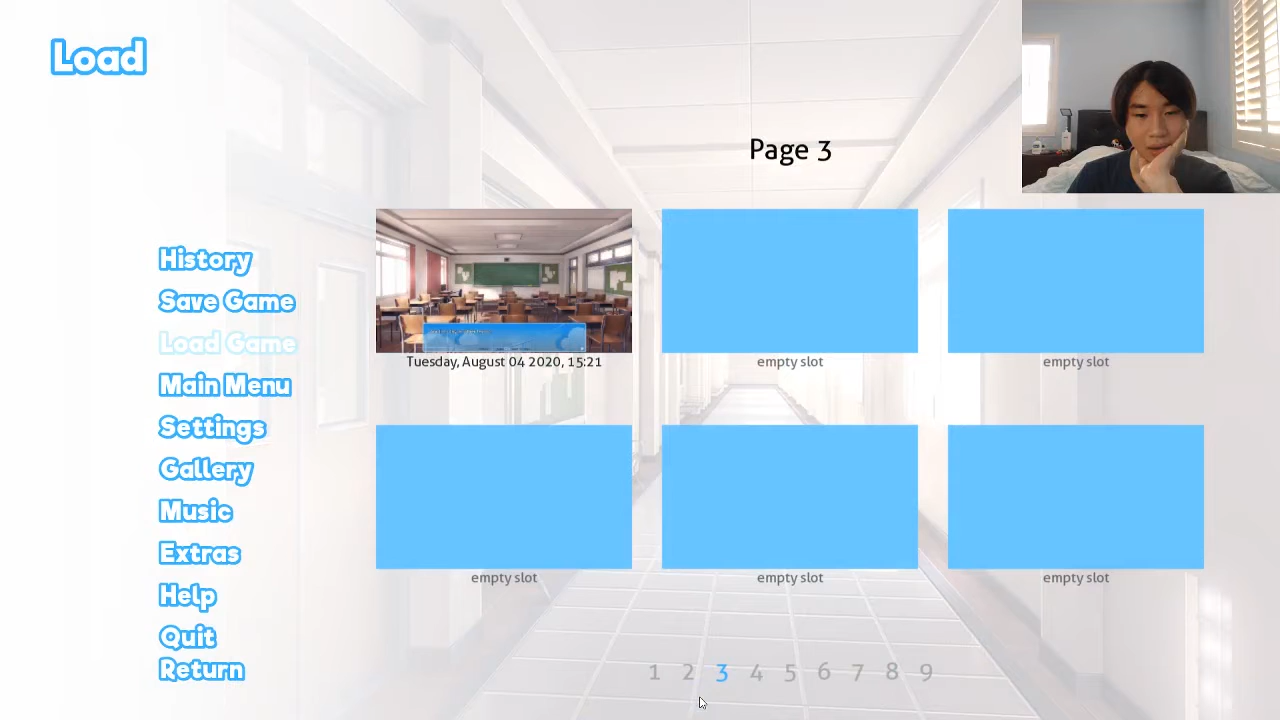 Load
Page 3
History
Save Game
Load Game
Main Menu
Settings
Gallery
Music
Extras
Help
Quit
Return
Tuesday, August 04 2020, 15:21
empty slot
empty slot
empty slot
empty slot
empty slot
1 2 3 4 5 6 7 8 9